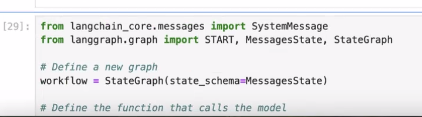 [29]: from langchain_core.messages import SystemMessage
from langgraph.graph import START, MessagesState, StateGraph
# Define a new graph
workflow = StateGraph(state_schema=MessagesState)
# Define the function that calls the model